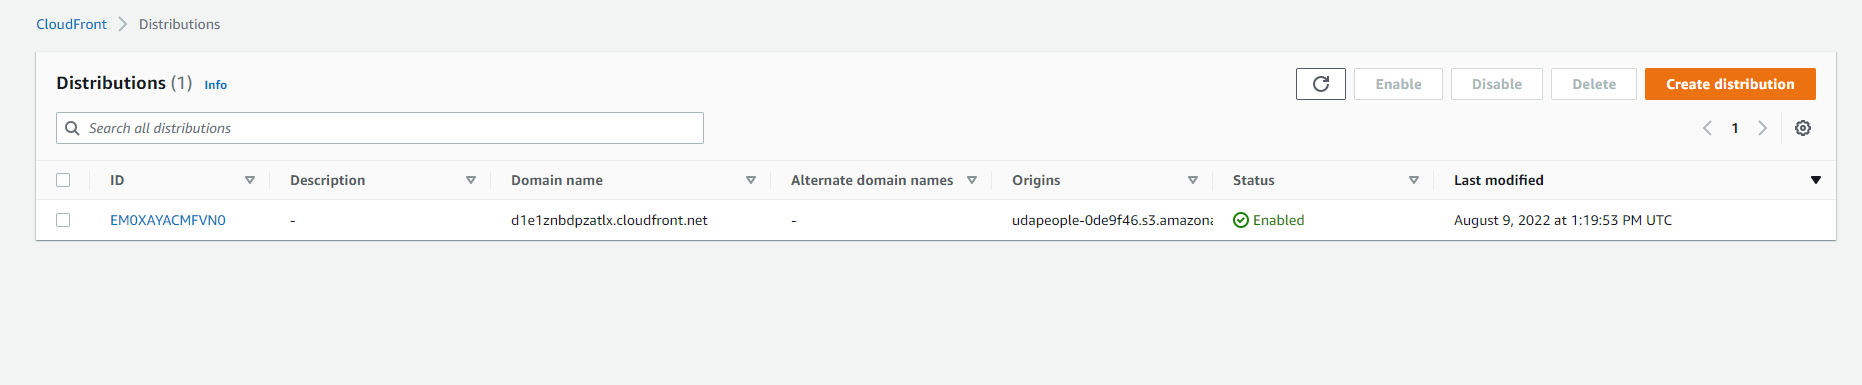 CloudFront > Distributions
Distributions (1) Info
Enable Disable Delete Create distribution
Search all distributions
1
ID Description Domain name Alternate domain names Origins Status Last modified
EM0XAYACMFVN0 - d1e1znbdpzatlx.cloudfront.net - udapeople-0de9f46.s3.amazona Enabled August 9, 2022 at 1:19:53 PM UTC